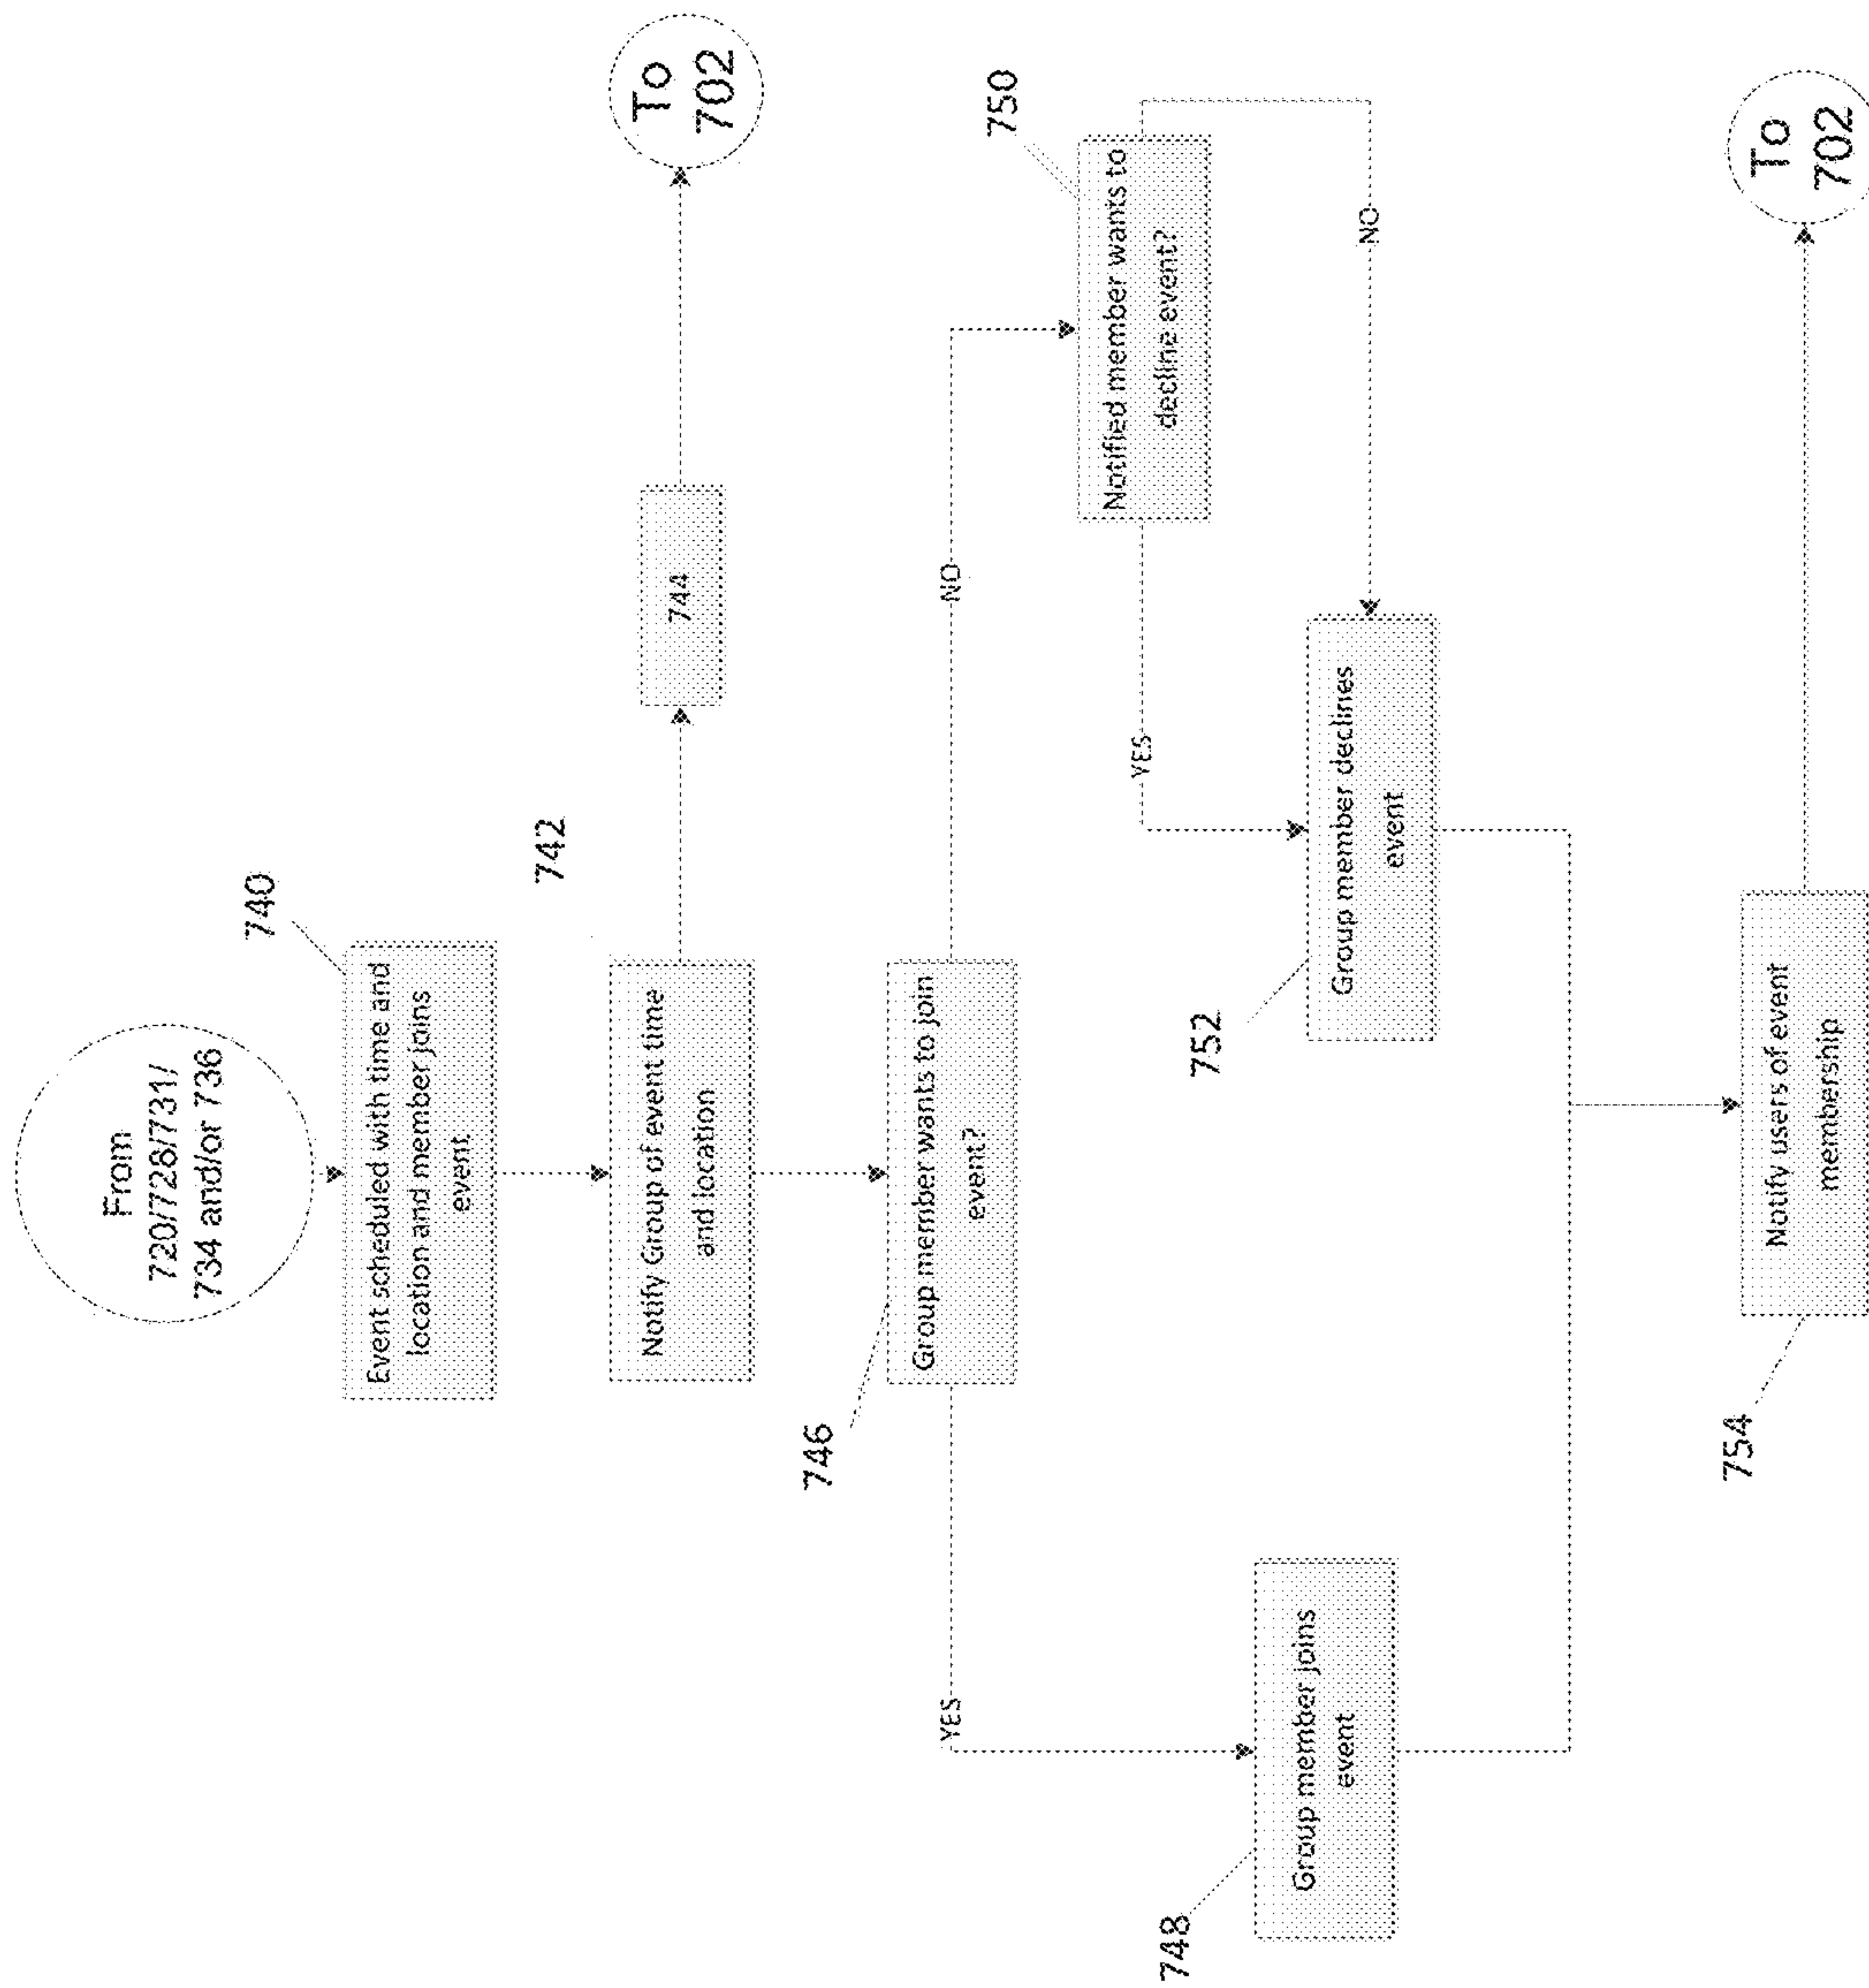 From
720/728/731/
734 and/or 736
740
Event scheduled with time and
location and member joins
event
742
Notify Group of event time
and location
744
To
702
746
Group member wants to join
event?
YES
NO
750
Notified member wants to
decline event?
YES
NO
748
Group member joins
event
752
Group member declines
event
754
Notify users of event
membership
To
702